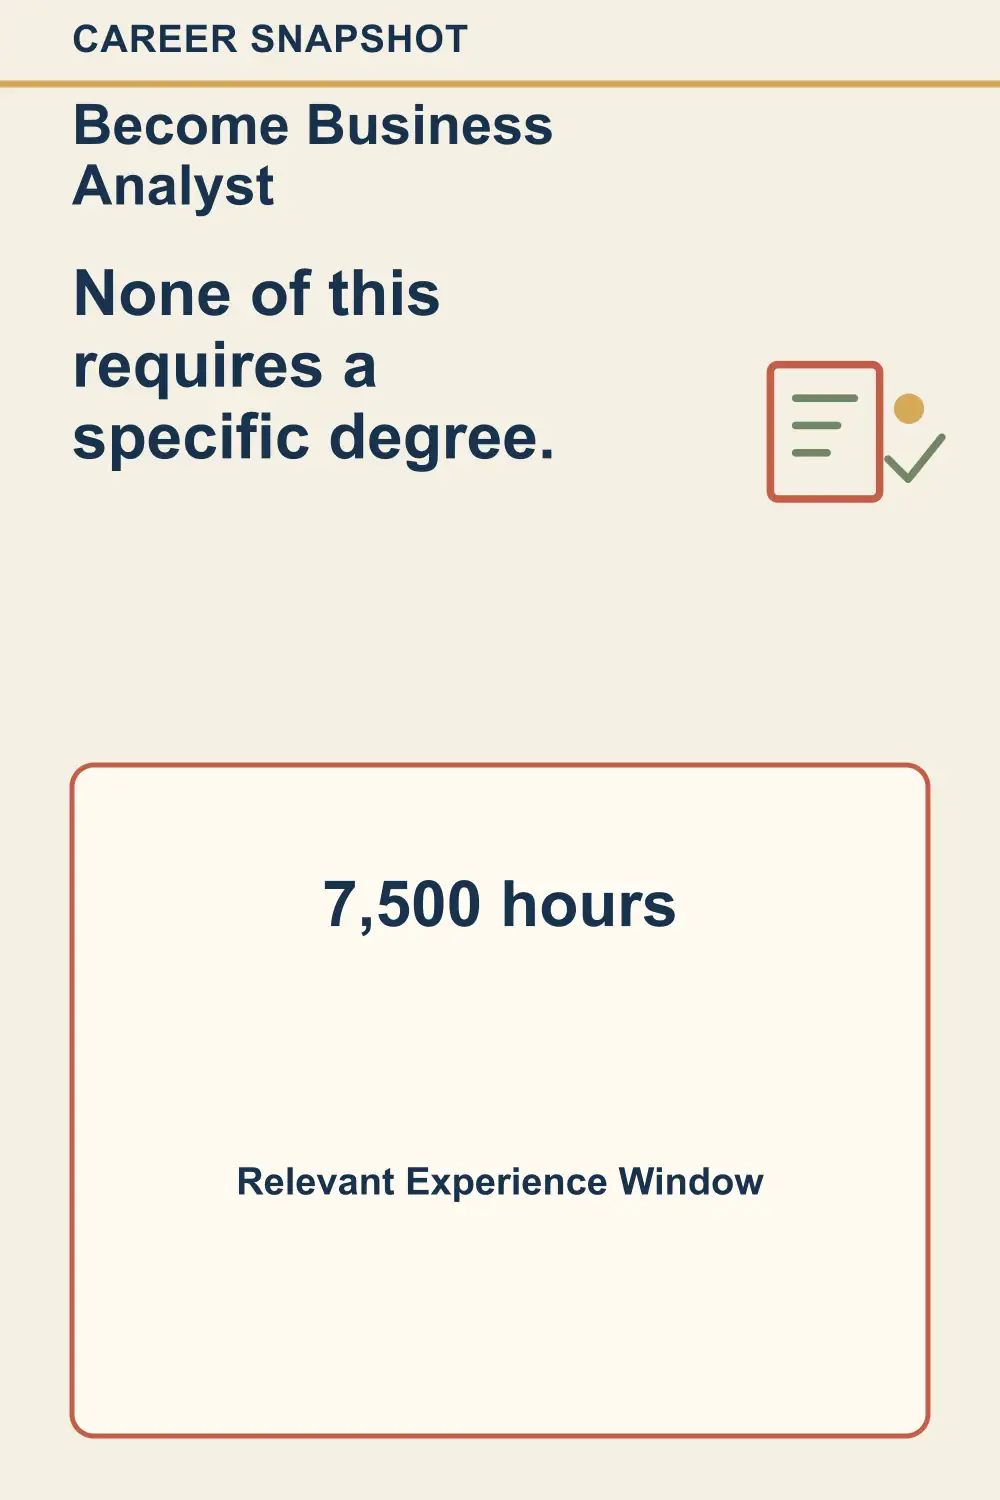 CAREER SNAPSHOT
Become Business
Analyst
None of this
requires a
specific degree.
7,500 hours
Relevant Experience Window